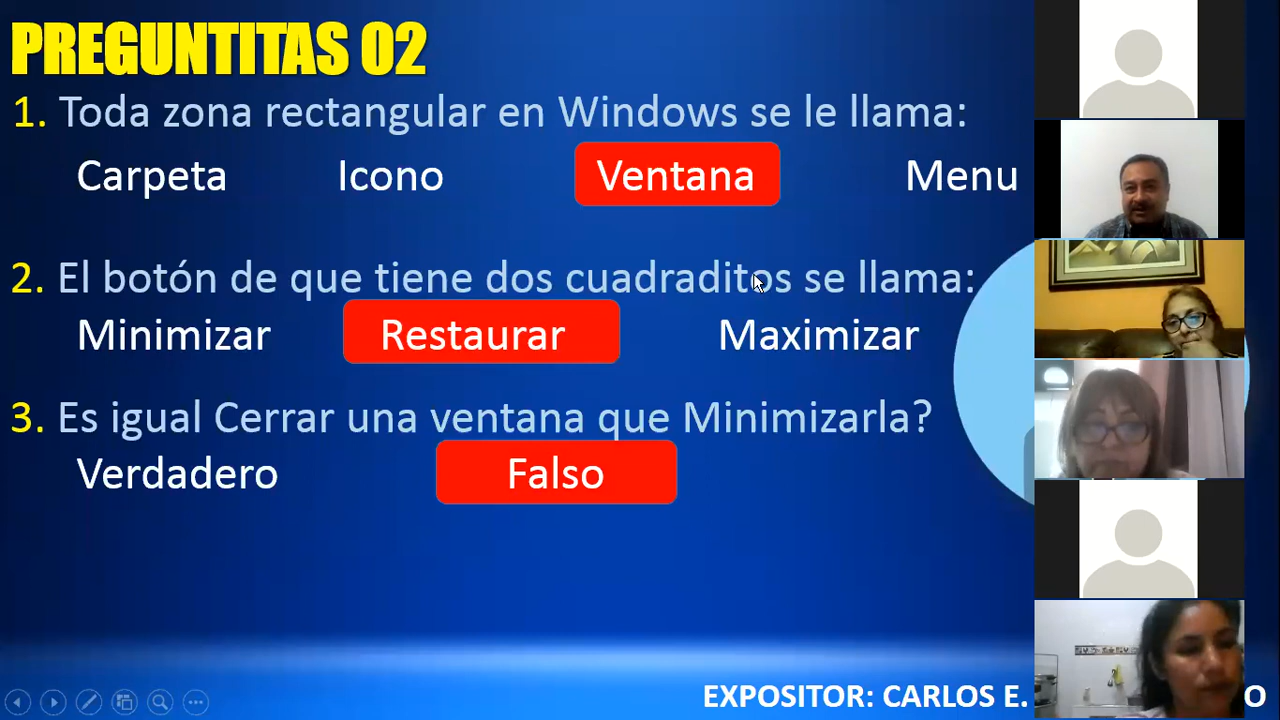 PREGUNTITAS 02
1. Toda zona rectangular en Windows se le llama:
Carpeta Icono Ventana Menu
2. El botón de que tiene dos cuadraditos se llama:
Minimizar Restaurar Maximizar
3. Es igual Cerrar una ventana que Minimizarla?
Verdadero Falso
EXPOSITOR: CARLOS E.